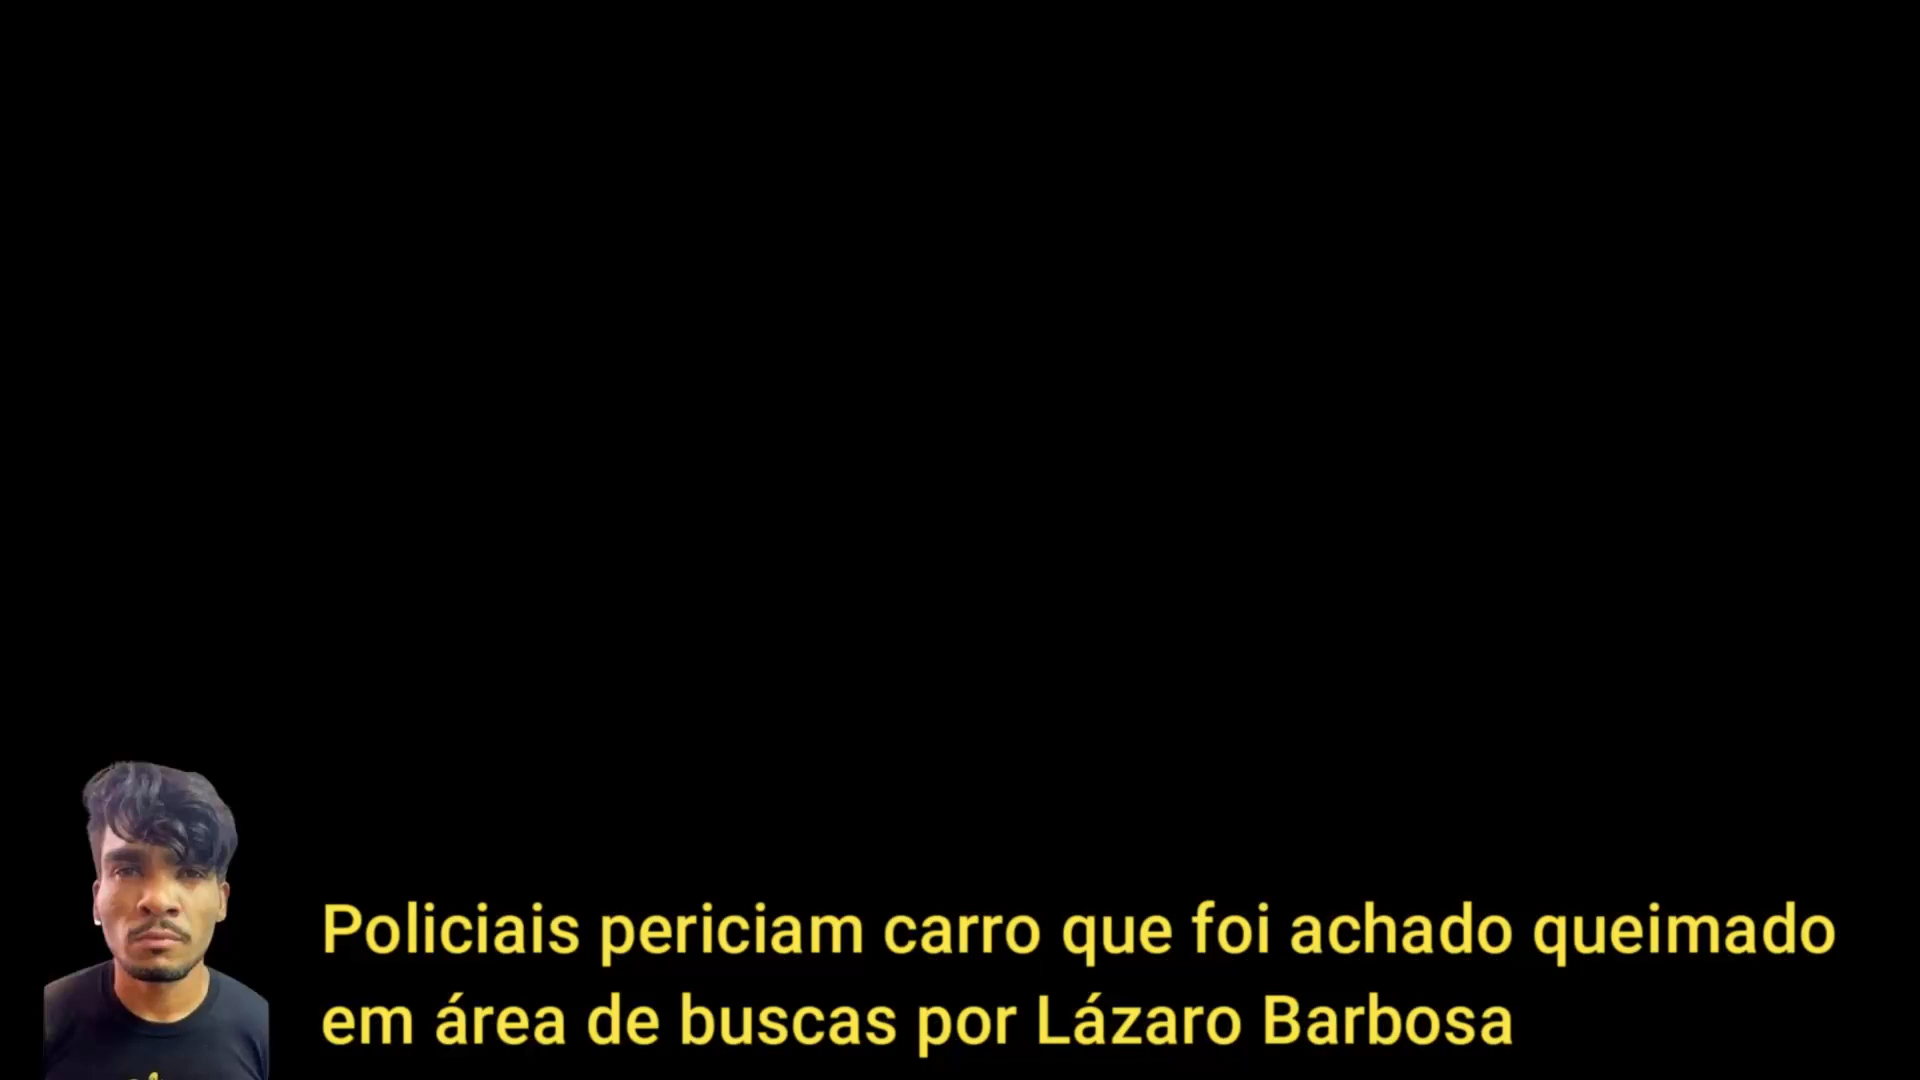 Policiais periciam carro que foi achado queimado
em área de buscas por Lázaro Barbosa